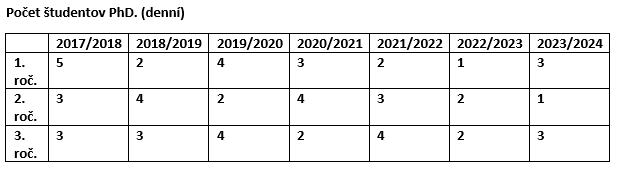 Počet študentov PhD. (denní)
2017/2018 2018/2019 2019/2020 2020/2021 2021/2022 2022/2023 2023/2024
1. roč. 5 2 4 3 2 1 3
2. roč. 3 4 2 4 3 2 1
3. roč. 3 3 4 2 4 2 3